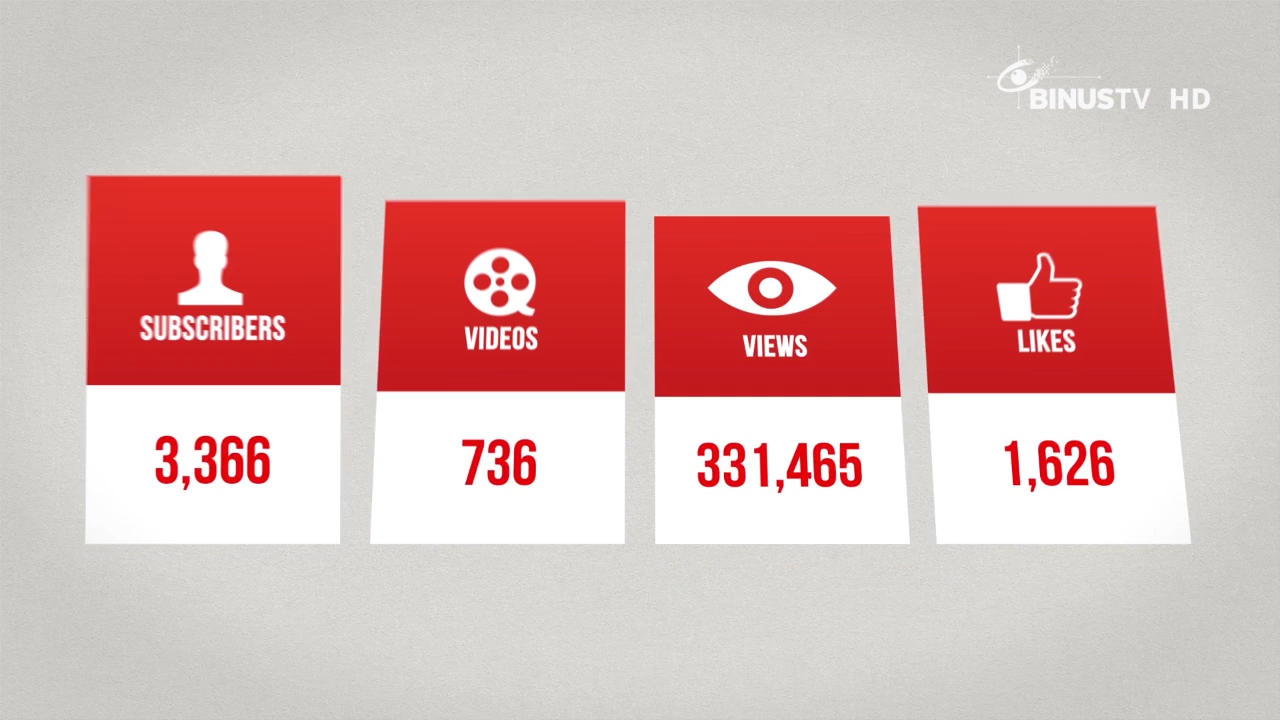 BINUSTV HD
SUBSCRIBERS
3,366
VIDEOS
736
VIEWS
331,465
LIKES
1,626